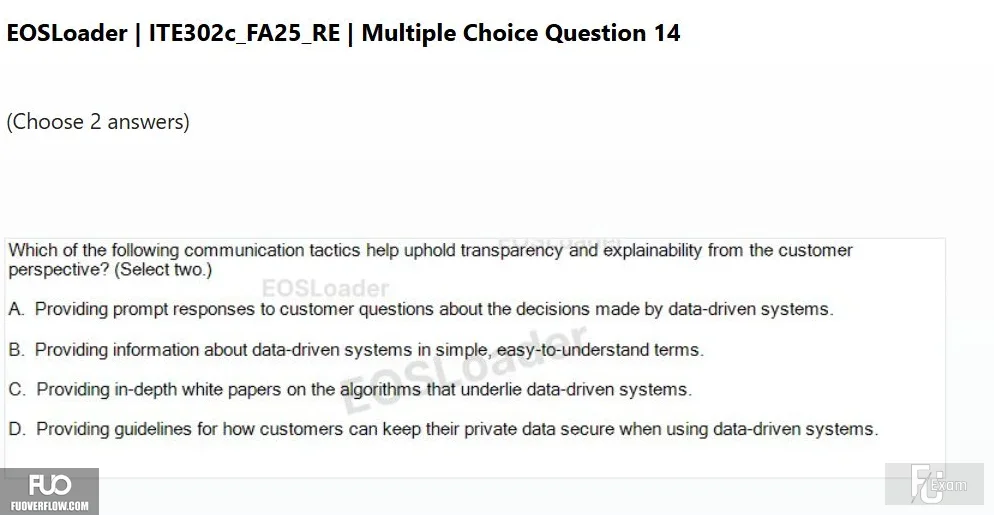 EOSLoader | ITE302c_FA25_RE | Multiple Choice Question 14
(Choose 2 answers)
Which of the following communication tactics help uphold transparency and explainability from the customer
perspective? (Select two.)
EOSLoader
A. Providing prompt responses to customer questions about the decisions made by data-driven systems.
B. Providing information about data-driven systems in simple, easy-to-understand terms.
EOSLoader
C. Providing in-depth white papers on the algorithms that underlie data-driven systems.
D. Providing guidelines for how customers can keep their private data secure when using data-driven systems.
FUO
FUOVERFLOW.COM
Exam